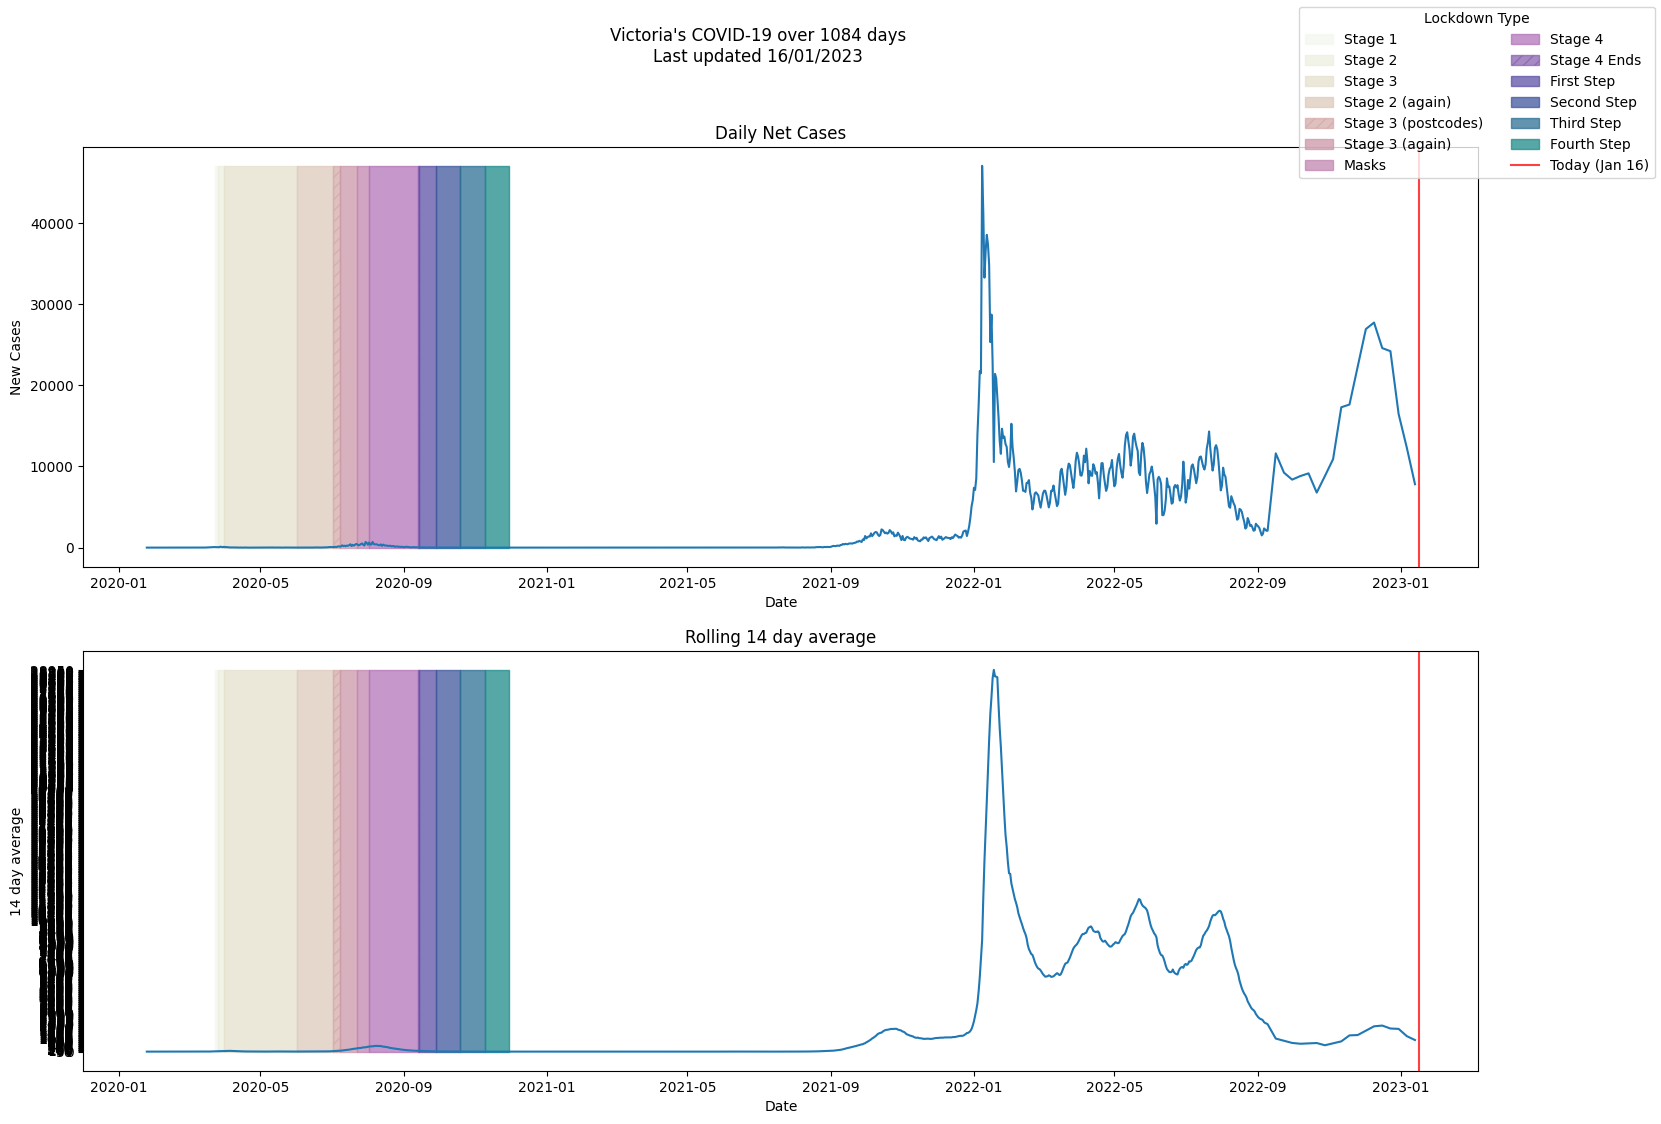 Victoria's COVID-19 over 1084 days
Last updated 16/01/2023
Lockdown Type
Stage 1
Stage 2
Stage 3
Stage 2 (again)
Stage 3 (postcodes)
Stage 3 (again)
Masks
Stage 4
Stage 4 Ends
First Step
Second Step
Third Step
Fourth Step
Today (Jan 16)
Daily Net Cases
New Cases
40000
30000
20000
10000
0
2020-01 2020-05 2020-09 2021-01 2021-05 2021-09 2022-01 2022-05 2022-09 2023-01
Date
Rolling 14 day average
14 day average
2020-01 2020-05 2020-09 2021-01 2021-05 2021-09 2022-01 2022-05 2022-09 2023-01
Date